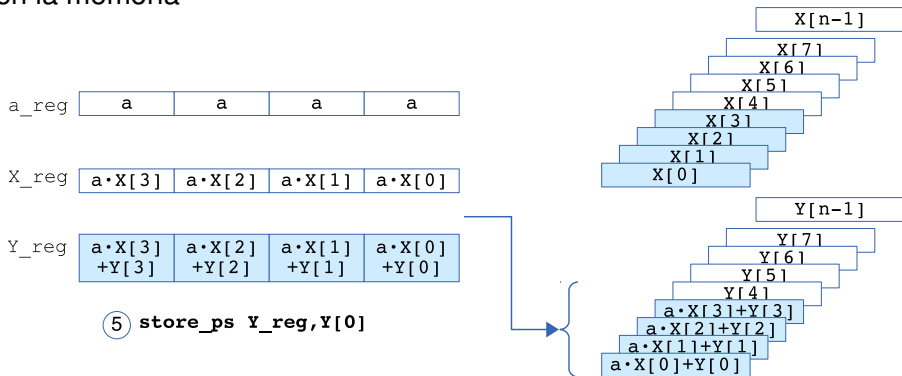 en la memoria
a_reg a a a a
X_reg a·X[3] a·X[2] a·X[1] a·X[0]
Y_reg a·X[3] a·X[2] a·X[1] a·X[0]
+Y[3] +Y[2] +Y[1] +Y[0]
5 store_ps Y_reg,Y[0]
X[n-1]
X[7]
X[6]
X[5]
X[4]
X[3]
X[2]
X[1]
X[0]
Y[n-1]
Y[7]
Y[6]
Y[5]
Y[4]
a·X[3]+Y[3]
a·X[2]+Y[2]
a·X[1]+Y[1]
a·X[0]+Y[0]